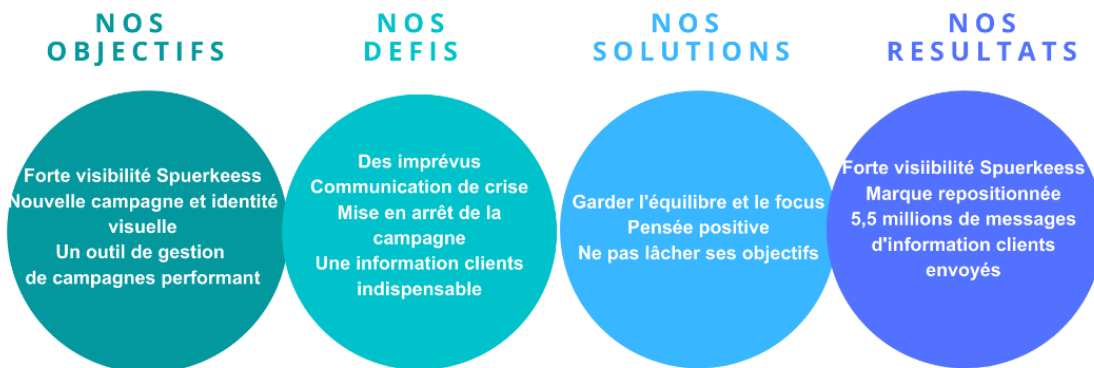 NOS
OBJECTIFS
Forte visibilité Spuerkeess
Nouvelle campagne et identité
visuelle
Un outil de gestion
de campagnes performant
NOS
DEFIS
Des imprévus
Communication de crise
Mise en arrêt de la
campagne
Une information clients
indispensable
NOS
SOLUTIONS
Garder l'équilibre et le focus
Pensée positive
Ne pas lâcher ses objectifs
NOS
RESULTATS
Forte visiibilité Spuerkeess
Marque repositionnée
5,5 millions de messages
d'information clients
envoyés